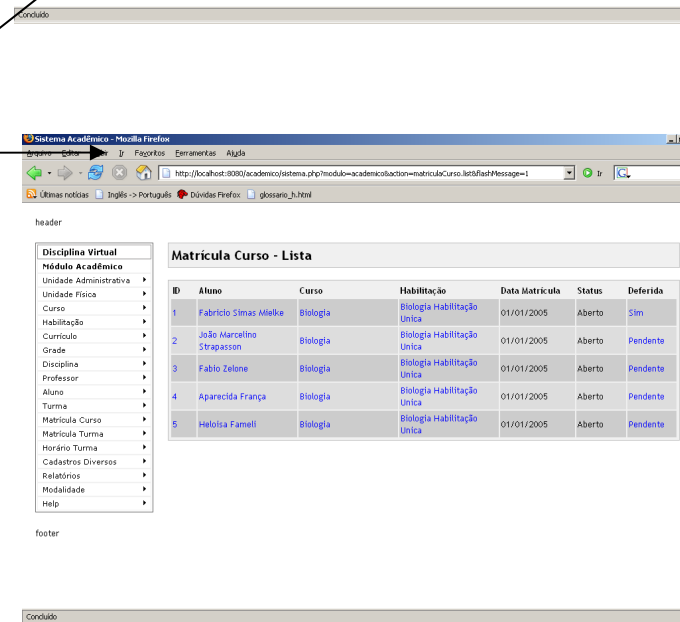 Concluído
Sistema Acadêmico - Mozilla Firefox
Arquivo Editar Ir Favoritos Ferramentas Ajuda
http://localhost:8080/academico/sistema.php?modulo=academico&action=matriculaCurso.list&flashMessage=1 Ir G
Últimas notícias Inglês -> Português Dúvidas Firefox glossario_h.html
header
Disciplina Virtual
Módulo Acadêmico
Unidade Administrativa
Unidade Física
Curso
Habilitação
Currículo
Grade
Disciplina
Professor
Aluno
Turma
Matrícula Curso
Matrícula Turma
Horário Turma
Cadastros Diversos
Relatórios
Modalidade
Help
Matrícula Curso - Lista
ID Aluno Curso Habilitação Data Matrícula Status Deferida
1 Fabrício Simas Mielke Biologia Biologia Habilitação Unica 01/01/2005 Aberto Sim
2 João Marcelino Strapasson Biologia Biologia Habilitação Unica 01/01/2005 Aberto Pendente
3 Fabio Zelone Biologia Biologia Habilitação Unica 01/01/2005 Aberto Pendente
4 Aparecida França Biologia Biologia Habilitação Unica 01/01/2005 Aberto Pendente
5 Heloisa Fameli Biologia Biologia Habilitação Unica 01/01/2005 Aberto Pendente
footer
Concluído